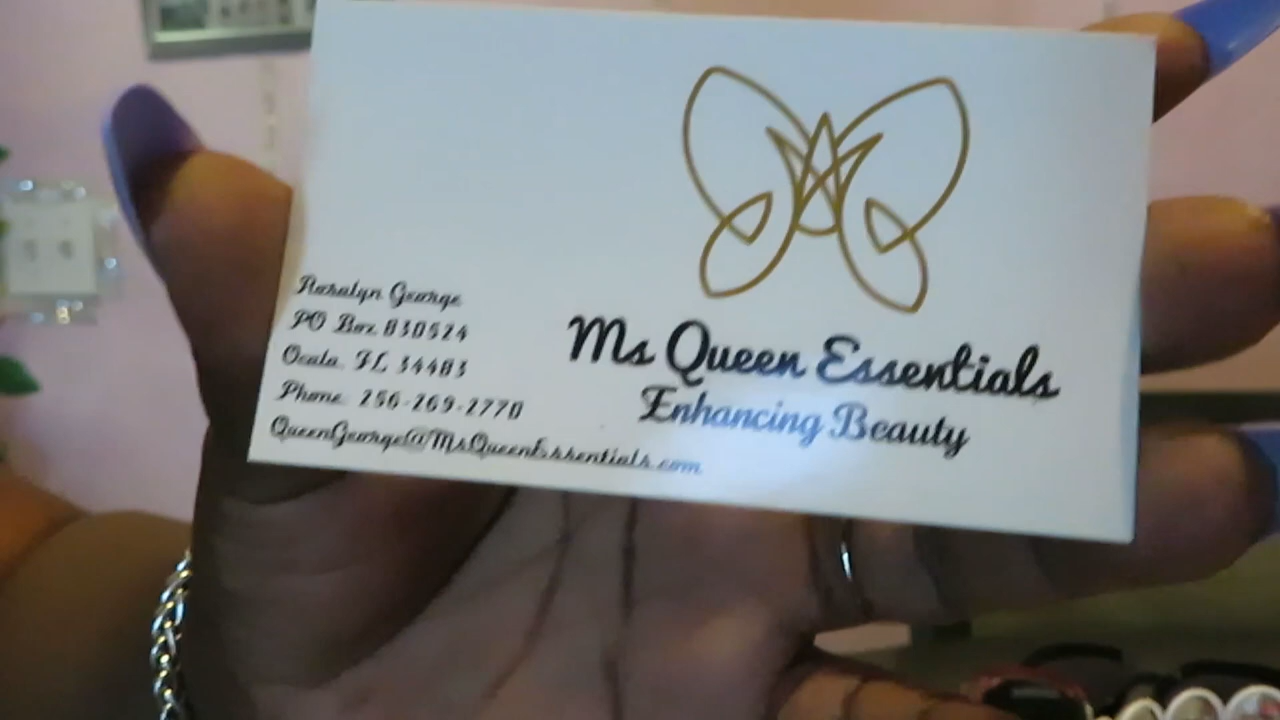 Rosalyn George
PO Box 830524
Ocala, FL 34483
Phone 256-269-2770
QueenGeorge@MsQueenEssentials.com
Ms Queen Essentials
Enhancing Beauty